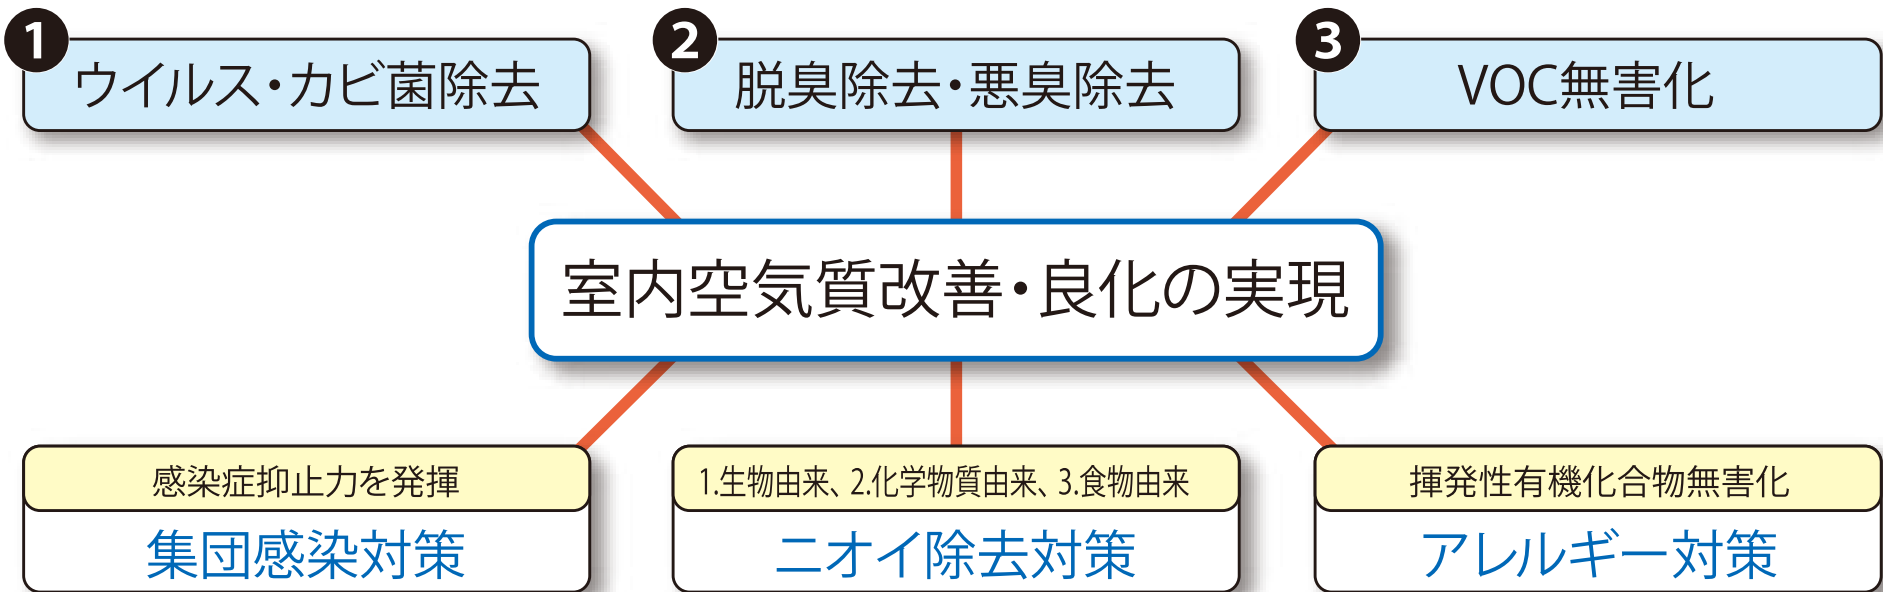 1
ウイルス・カビ菌除去
2
脱臭除去・悪臭除去
3
VOC無害化
室内空気質改善・良化の実現
感染症抑止力を発揮
集団感染対策
1.生物由来、2.化学物質由来、3.食物由来
ニオイ除去対策
揮発性有機化合物無害化
アレルギー対策